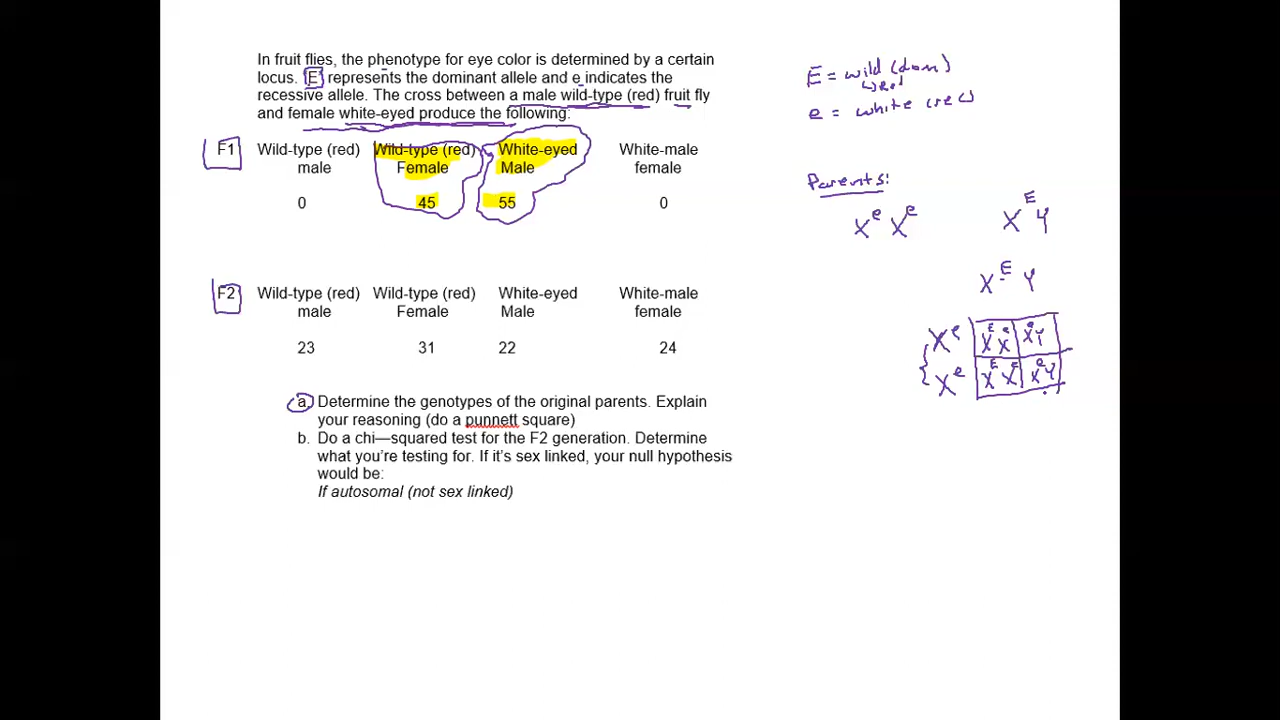 In fruit flies, the phenotype for eye color is determined by a certain
locus. E represents the dominant allele and e indicates the
recessive allele. The cross between a male wild-type (red) fruit fly
and female white-eyed produce the following:
F1 Wild-type (red) Wild-type (red) White-eyed White-male
male Female Male female
0 45 55 0
F2 Wild-type (red) Wild-type (red) White-eyed White-male
male Female Male female
23 31 22 24
a. Determine the genotypes of the original parents. Explain
your reasoning (do a punnett square)
b. Do a chi—squared test for the F2 generation. Determine
what you're testing for. If it's sex linked, your null hypothesis
would be:
If autosomal (not sex linked)
E = wild (dom)
↳red
e = white (rec)
Parents:
X^e X^e X^E Y
X^E Y
X^e X^E X^e X^e Y
X^e X^E X^e X^e Y